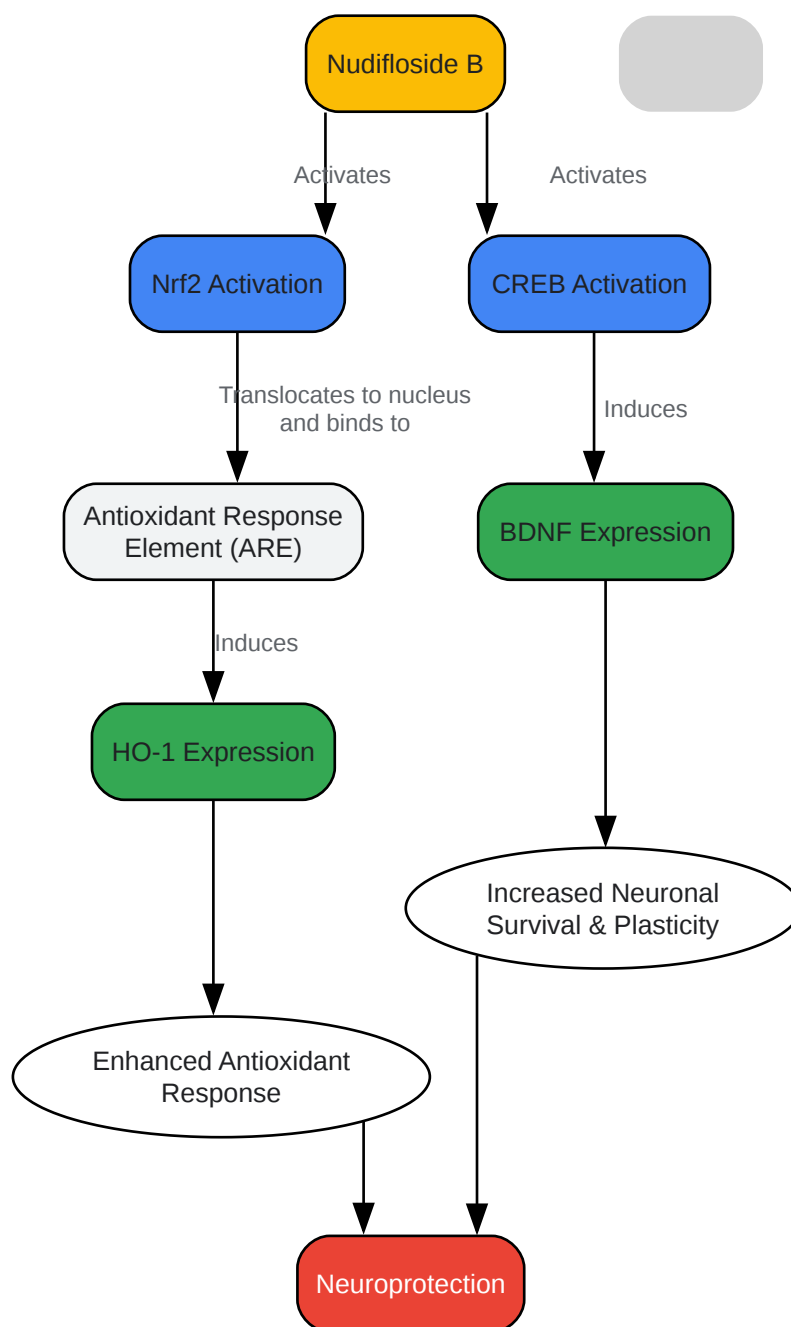 Nudifloside B
Activates
Activates
Nrf2 Activation
CREB Activation
Translocates to nucleus
and binds to
Induces
Antioxidant Response
Element (ARE)
BDNF Expression
Induces
HO-1 Expression
Increased Neuronal
Survival & Plasticity
Enhanced Antioxidant
Response
Neuroprotection